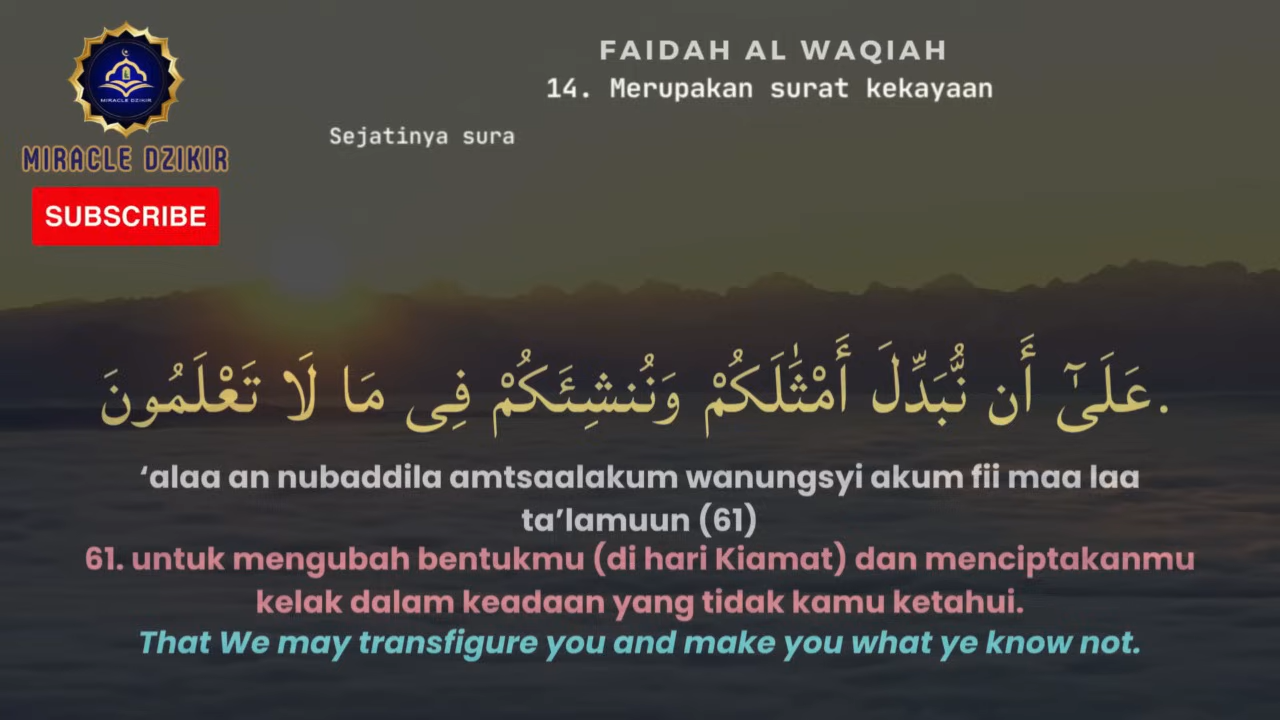 FAIDAH AL WAQIAH
14. Merupakan surat kekayaan
Sejatinya sura
MIRACLE DZIKIR
MIRACLE DZIKIR
SUBSCRIBE
عَلَىٰٓ أَن نُّبَدِّلَ أَمْثَٰلَكُمْ وَنُنشِئَكُمْ فِى مَا لَا تَعْلَمُونَ.
‘alaa an nubaddila amtsaalakum wanungsyi akum fii maa laa
ta’lamuun (61)
61. untuk mengubah bentukmu (di hari Kiamat) dan menciptakanmu
kelak dalam keadaan yang tidak kamu ketahui.
That We may transfigure you and make you what ye know not.